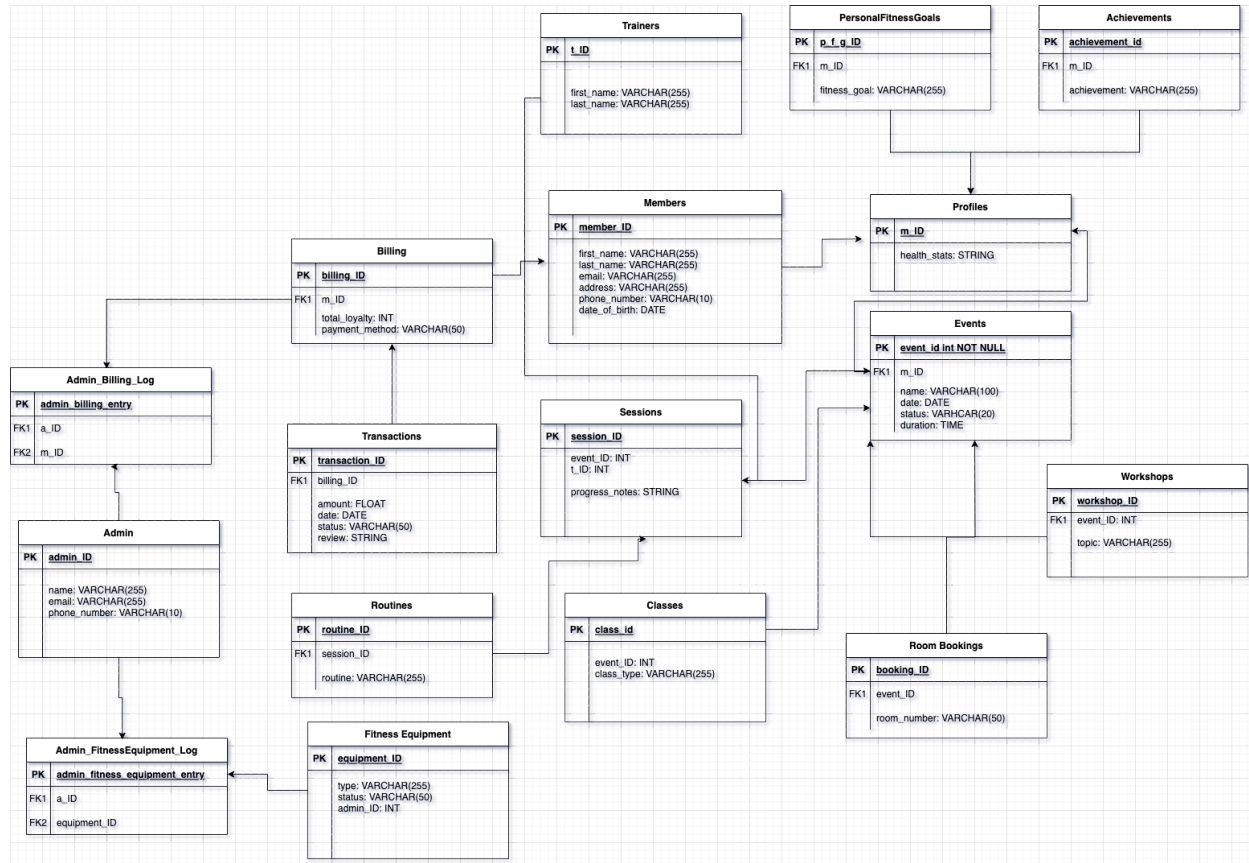 Trainers
PK t_ID
first_name: VARCHAR(255)
last_name: VARCHAR(255)
PersonalFitnessGoals
PK p_f_g_ID
FK1 m_ID
fitness_goal: VARCHAR(255)
Achievements
PK achievement_id
FK1 m_ID
achievement: VARCHAR(255)
Members
PK member_ID
first_name: VARCHAR(255)
last_name: VARCHAR(255)
email: VARCHAR(255)
address: VARCHAR(255)
phone_number: VARCHAR(10)
date_of_birth: DATE
Profiles
PK m_ID
health_stats: STRING
Billing
PK billing_ID
FK1 m_ID
total_loyalty: INT
payment_method: VARCHAR(50)
Events
PK event_id int NOT NULL
FK1 m_ID
name: VARCHAR(100)
date: DATE
status: VARHCAR(20)
duration: TIME
Admin_Billing_Log
PK admin_billing_entry
FK1 a_ID
FK2 m_ID
Transactions
PK transaction_ID
FK1 billing_ID
amount: FLOAT
date: DATE
status: VARCHAR(50)
review: STRING
Sessions
PK session_ID
event_ID: INT
t_ID: INT
progress_notes: STRING
Workshops
PK workshop_ID
FK1 event_ID: INT
topic: VARCHAR(255)
Admin
PK admin_ID
name: VARCHAR(255)
email: VARCHAR(255)
phone_number: VARCHAR(10)
Routines
PK routine_ID
FK1 session_ID
routine: VARCHAR(255)
Classes
PK class_id
event_ID: INT
class_type: VARCHAR(255)
Room Bookings
PK booking_ID
FK1 event_ID
room_number: VARCHAR(50)
Admin_FitnessEquipment_Log
PK admin_fitness_equipment_entry
FK1 a_ID
FK2 equipment_ID
Fitness Equipment
PK equipment_ID
type: VARCHAR(255)
status: VARCHAR(50)
admin_ID: INT